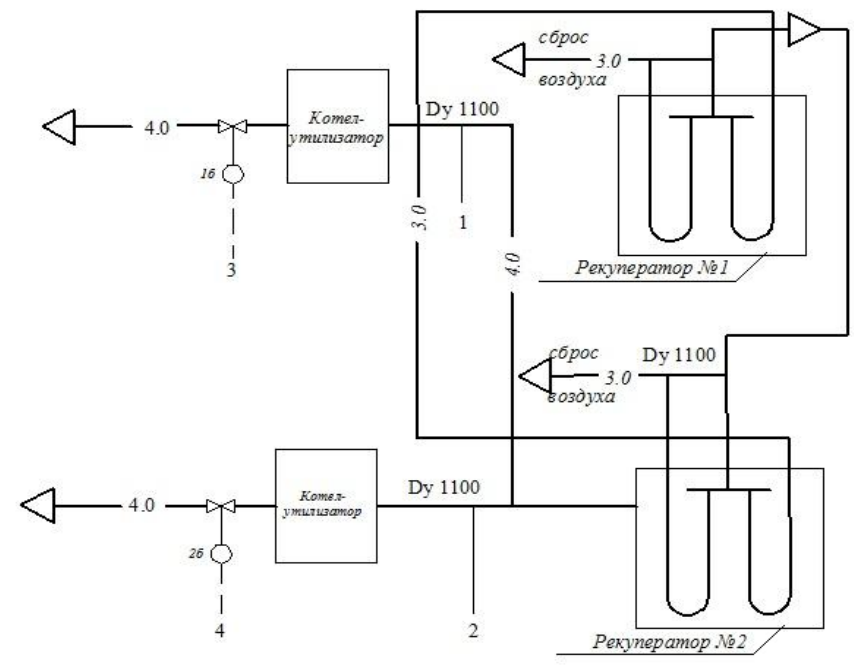 сброс
3.0
воздуха
Котел-
утилизатор
Dy 1100
4.0
1б
1
3.0
3
4.0
Рекуператор №1
сброс
Dy 1100
3.0
воздуха
Котел-
утилизатор
Dy 1100
4.0
2б
4
2
Рекуператор №2